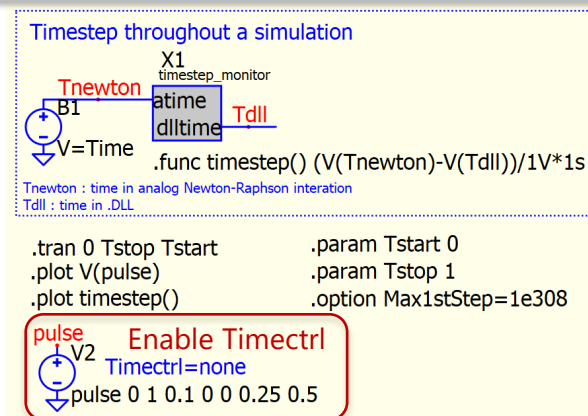 Timestep throughout a simulation
X1
timestep_monitor
Tnewton
atime
B1
Tdll
dlltime
V=Time
.func timestep() (V(Tnewton)-V(Tdll))/1V*1s
Tnewton : time in analog Newton-Raphson interation
Tdll : time in .DLL
.tran 0 Tstop Tstart
.param Tstart 0
.plot V(pulse)
.param Tstop 1
.plot timestep()
.option Max1stStep=1e308
pulse
Enable Timectrl
V2
Timectrl=none
pulse 0 1 0.1 0 0 0.25 0.5